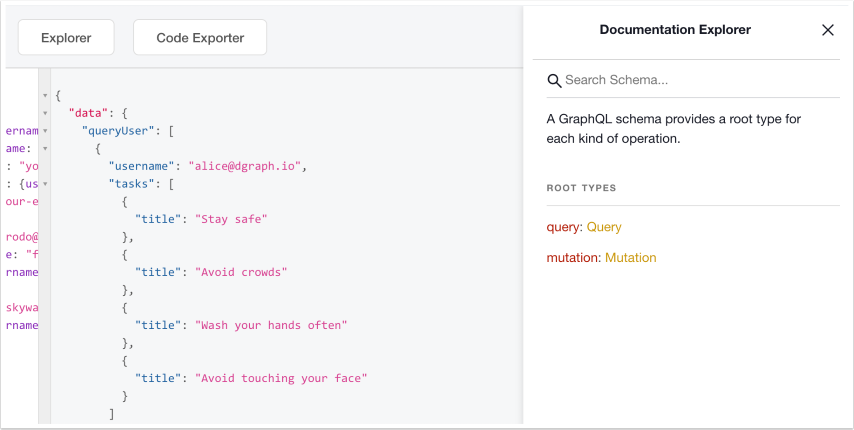 Explorer
Code Exporter
ername
ame:
: "yo
: {us
our-e
rodo@
e: "f
rname
skywa
rname
{
"data": {
"queryUser": [
{
"username": "alice@dgraph.io",
"tasks": [
{
"title": "Stay safe"
},
{
"title": "Avoid crowds"
},
{
"title": "Wash your hands often"
},
{
"title": "Avoid touching your face"
}
]
Documentation Explorer
Search Schema...
A GraphQL schema provides a root type for
each kind of operation.
ROOT TYPES
query: Query
mutation: Mutation